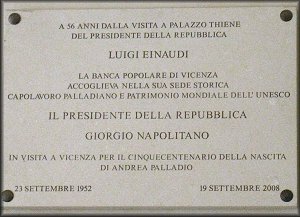 A 56 ANNI DALLA VISITA A PALAZZO THIENE
DEL PRESIDENTE DELLA REPUBBLICA
LUIGI EINAUDI
LA BANCA POPOLARE DI VICENZA
ACCOGLIEVA NELLA SUA SEDE STORICA
CAPOLAVORO PALLADIANO E PATRIMONIO MONDIALE DELL'UNESCO
IL PRESIDENTE DELLA REPUBBLICA
GIORGIO NAPOLITANO
IN VISITA A VICENZA PER IL CINQUECENTENARIO DELLA NASCITA
DI ANDREA PALLADIO
23 SETTEMBRE 1952 19 SETTEMBRE 2008